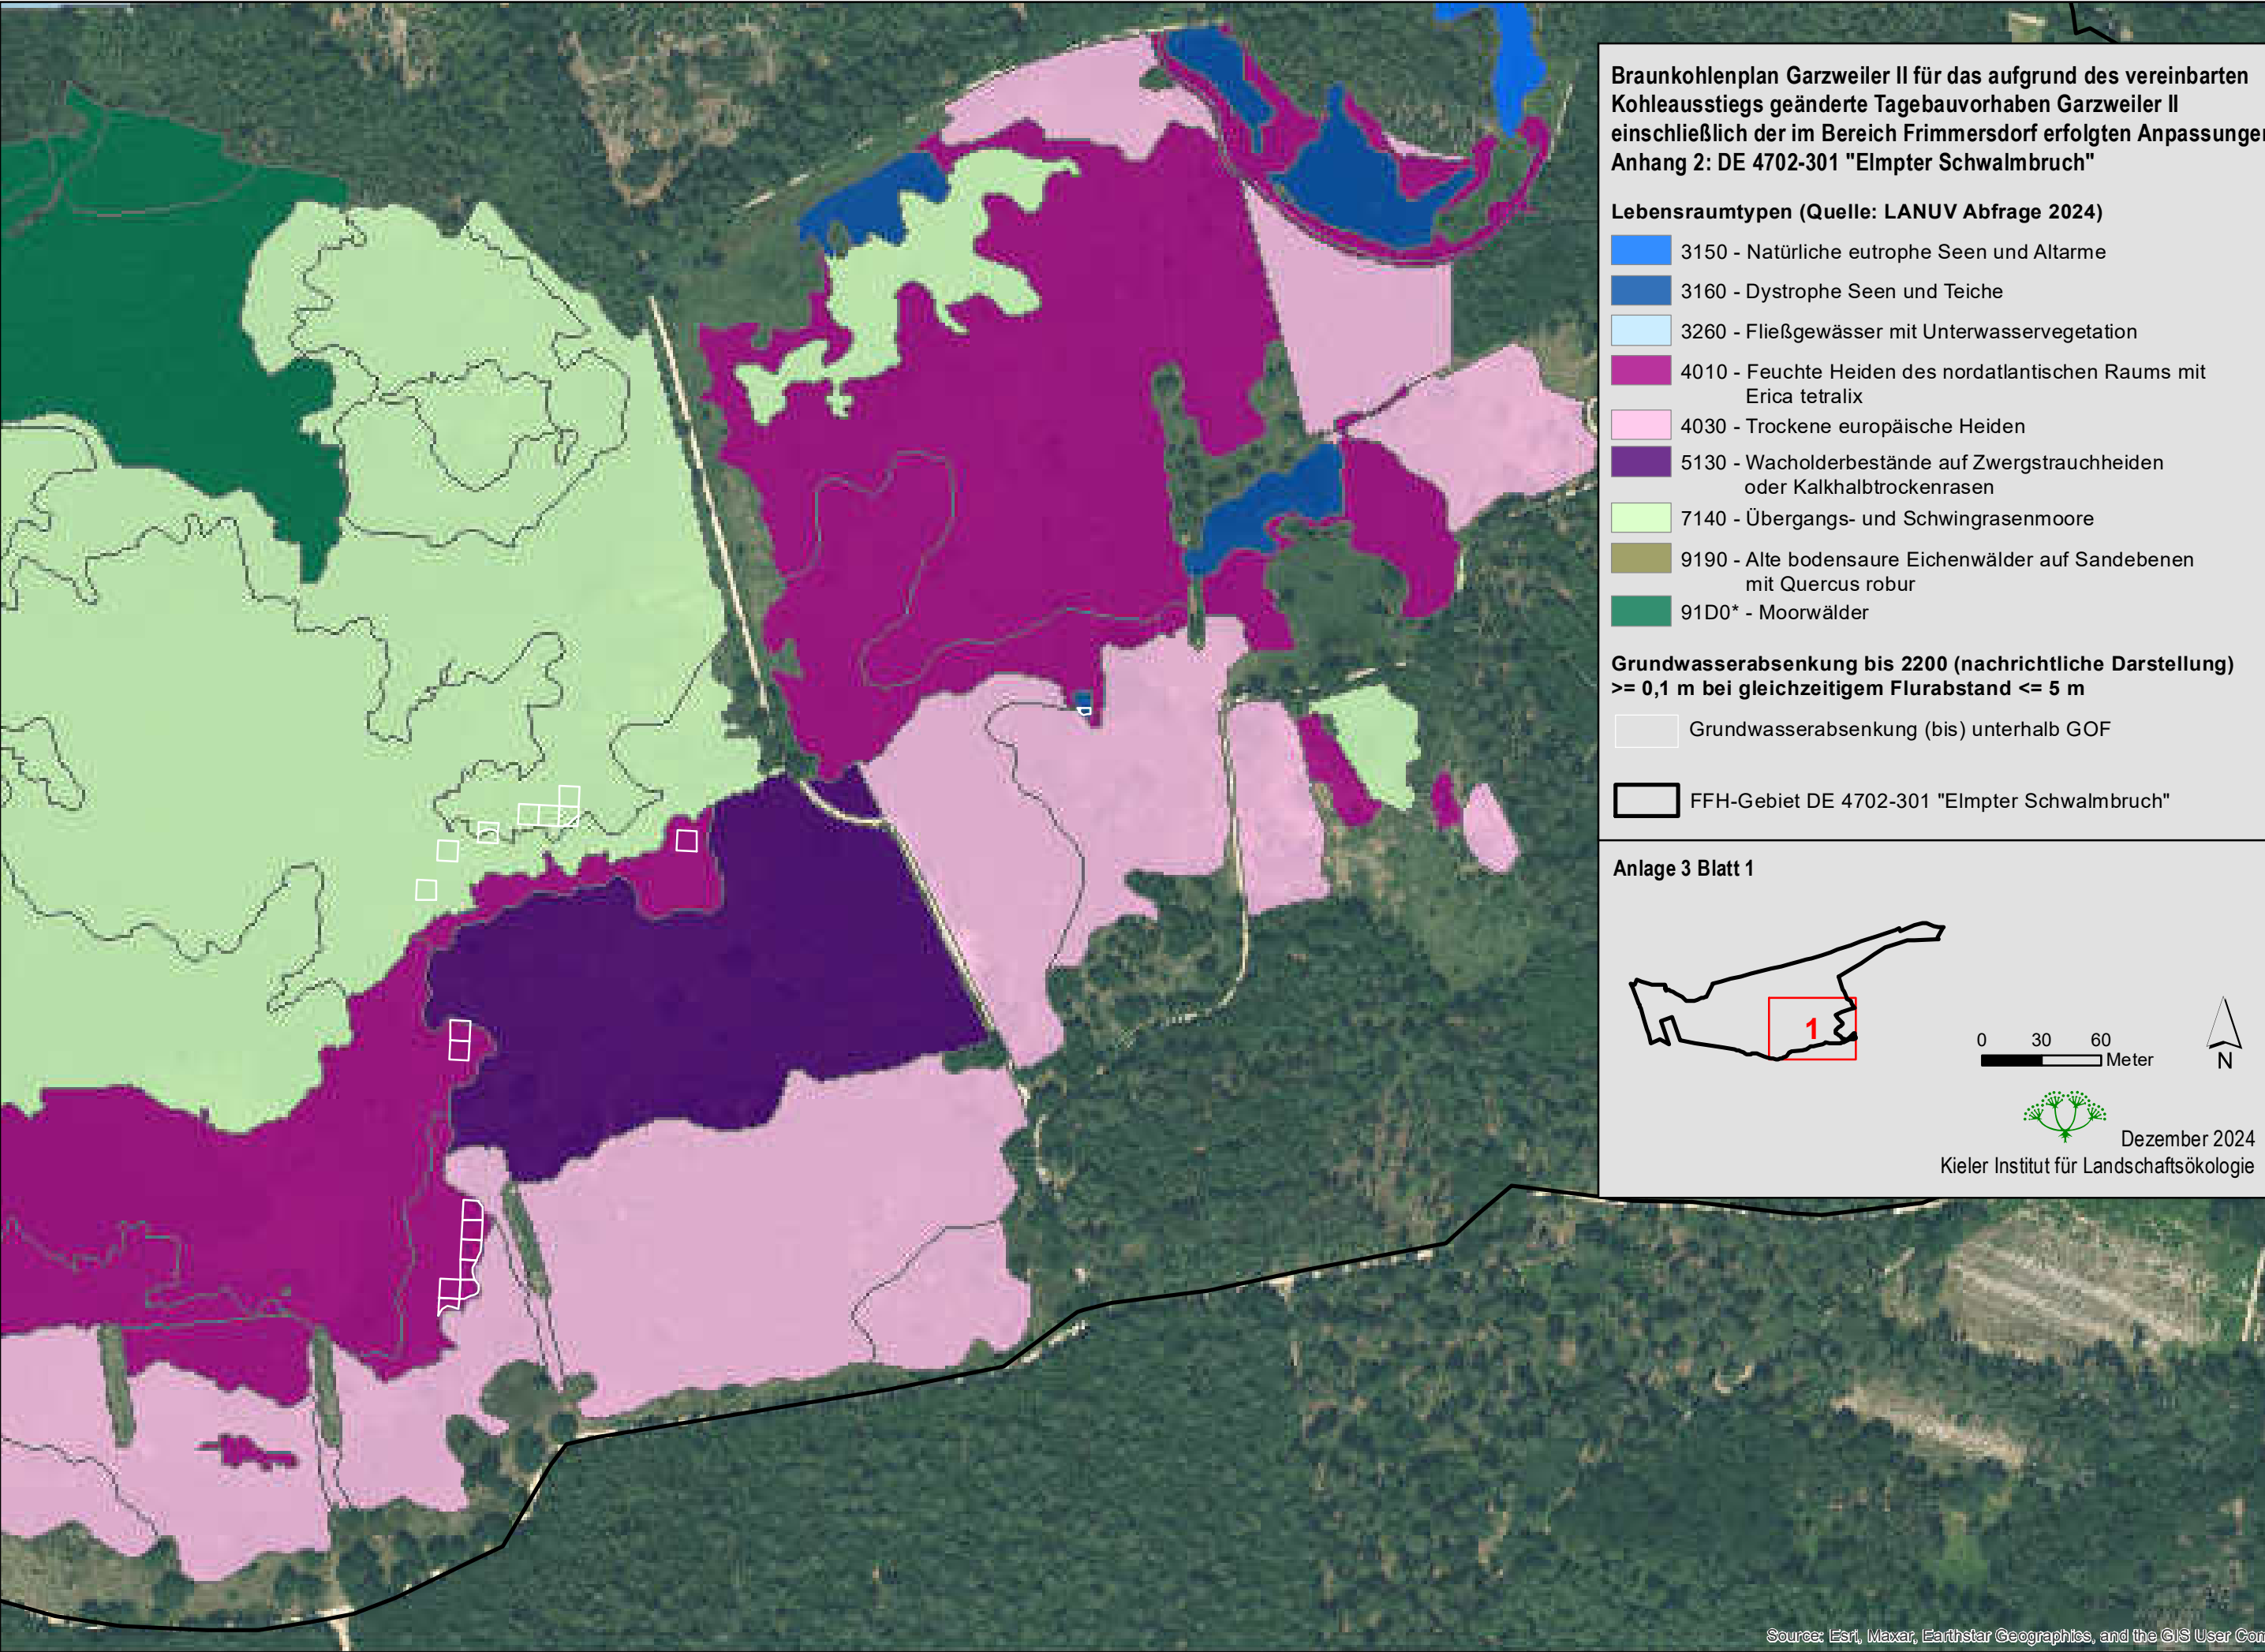 Braunkohlenplan Garzweiler II für das aufgrund des vereinbarten
Kohleausstiegs geänderte Tagebauvorhaben Garzweiler II
einschließlich der im Bereich Frimmersdorf erfolgten Anpassungen
Anhang 2: DE 4702-301 "Elmpter Schwalmbruch"
Lebensraumtypen (Quelle: LANUV Abfrage 2024)
3150 - Natürliche eutrophe Seen und Altarme
3160 - Dystrophe Seen und Teiche
3260 - Fließgewässer mit Unterwasservegetation
4010 - Feuchte Heiden des nordatlantischen Raums mit
Erica tetralix
4030 - Trockene europäische Heiden
5130 - Wacholderbestände auf Zwergstrauchheiden
oder Kalkhalbtrockenrasen
7140 - Übergangs- und Schwingrasenmoore
9190 - Alte bodensaure Eichenwälder auf Sandebenen
mit Quercus robur
91D0* - Moorwälder
Grundwasserabsenkung bis 2200 (nachrichtliche Darstellung)
>= 0,1 m bei gleichzeitigem Flurabstand <= 5 m
Grundwasserabsenkung (bis) unterhalb GOF
FFH-Gebiet DE 4702-301 "Elmpter Schwalmbruch"
Anlage 3 Blatt 1
1
0 30 60
Meter
N
Dezember 2024
Kieler Institut für Landschaftsökologie
Source: Esri, Maxar, Earthstar Geographics, and the GIS User Com